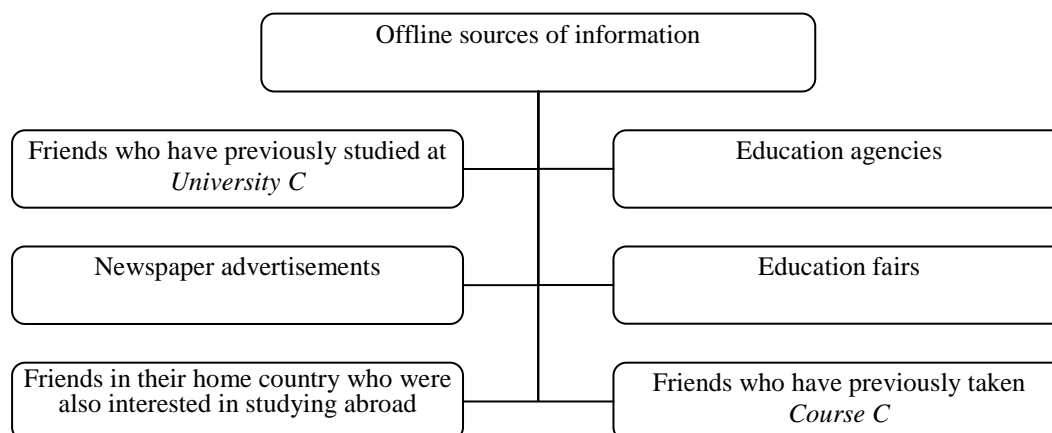 Offline sources of information
Friends who have previously studied at
University C
Education agencies
Newspaper advertisements
Education fairs
Friends in their home country who were
also interested in studying abroad
Friends who have previously taken
Course C